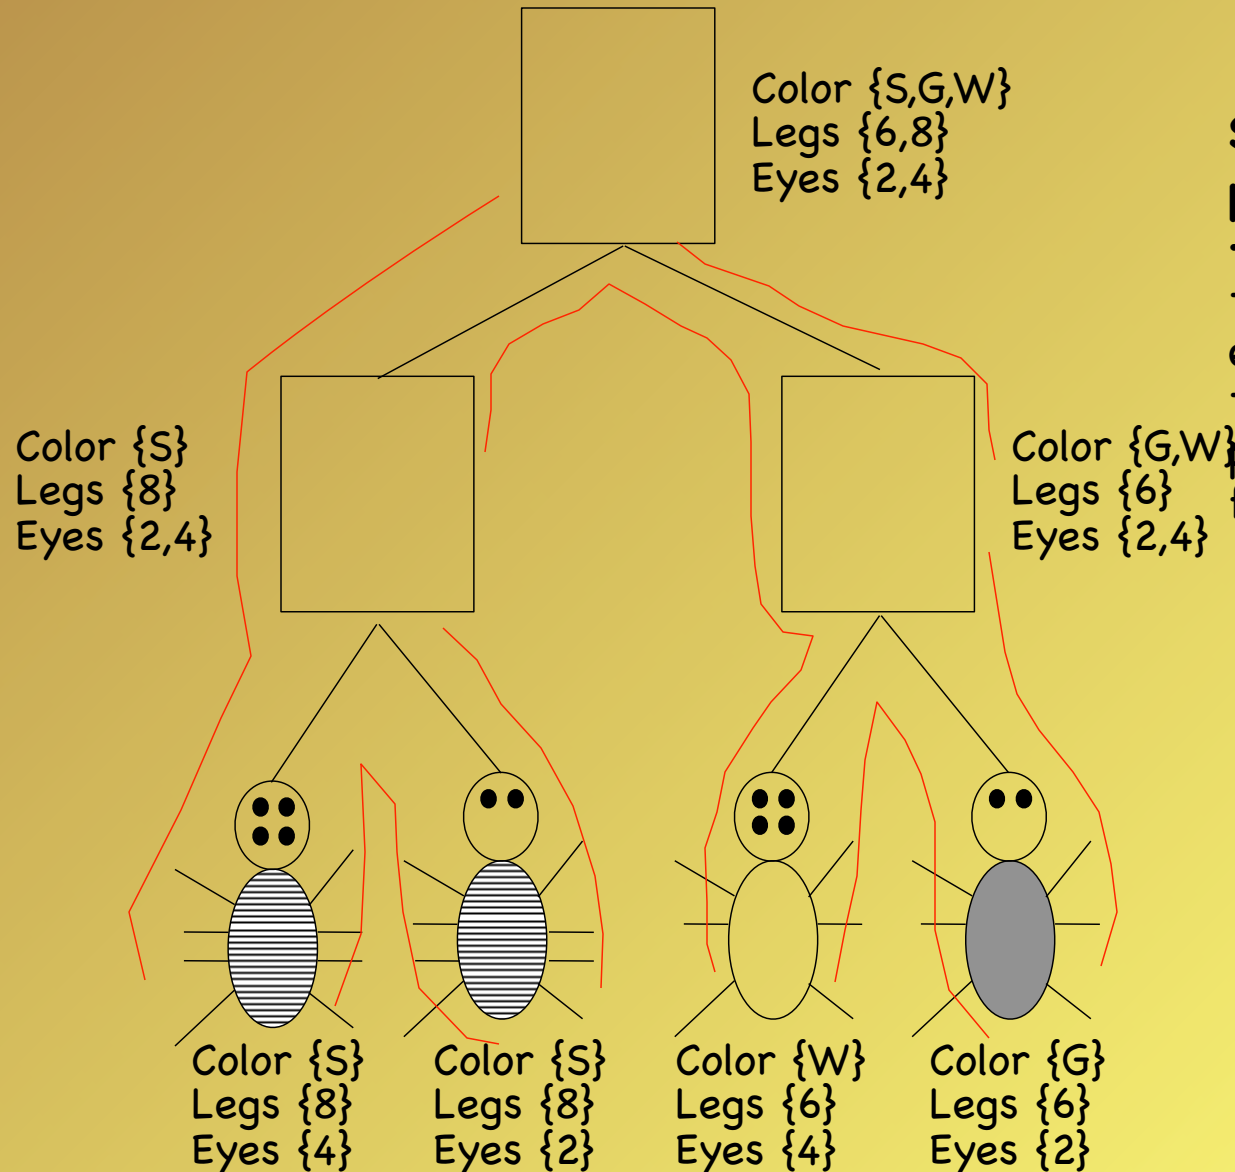 Color {S,G,W}
Legs {6,8}
Eyes {2,4}
Color {S}
Legs {8}
Eyes {2,4}
Color {G,W}
Legs {6}
Eyes {2,4}
Color {S}
Legs {8}
Eyes {4}
Color {S}
Legs {8}
Eyes {2}
Color {W}
Legs {6}
Eyes {4}
Color {G}
Legs {6}
Eyes {2}